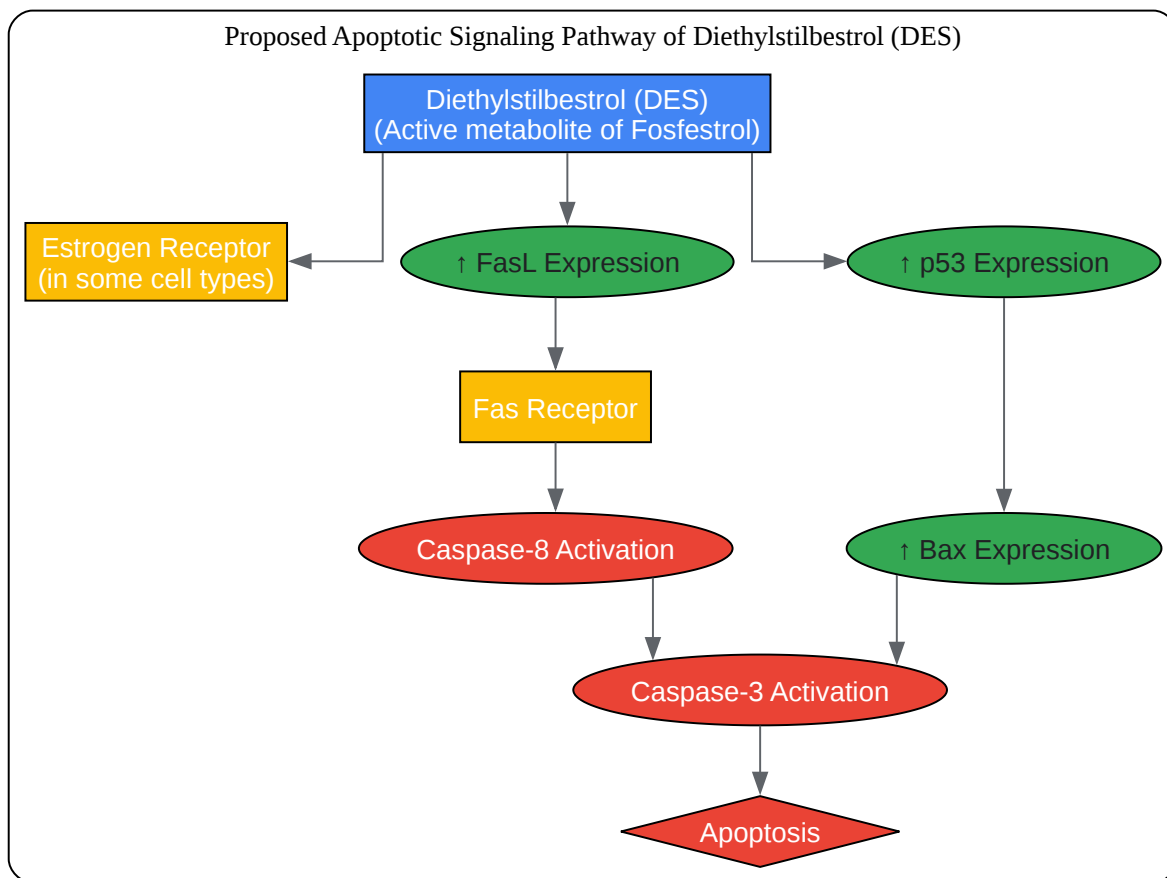 Proposed Apoptotic Signaling Pathway of Diethylstilbestrol (DES)
Diethylstilbestrol (DES)
(Active metabolite of Fosfestrol)
Estrogen Receptor
(in some cell types)
↑ FasL Expression
↑ p53 Expression
Fas Receptor
Caspase-8 Activation
↑ Bax Expression
Caspase-3 Activation
Apoptosis